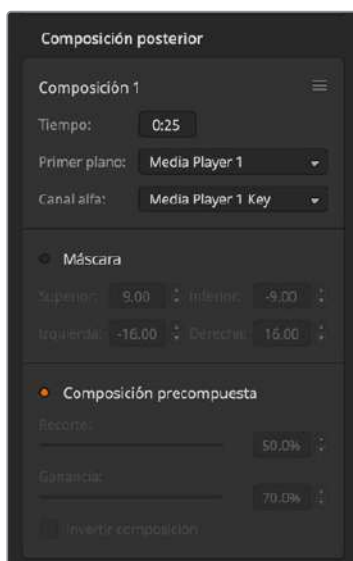 Composición posterior
Composición 1
Tiempo: 0:25
Primer plano: Media Player 1
Canal alfa: Media Player 1 Key
Máscara
Superior: 9.00 Inferior: -9.00
Izquierda: -16.00 Derecha: 16.00
Composición precompuesta
Recorte:
50.0%
Ganancia:
70.0%
Invertir composición